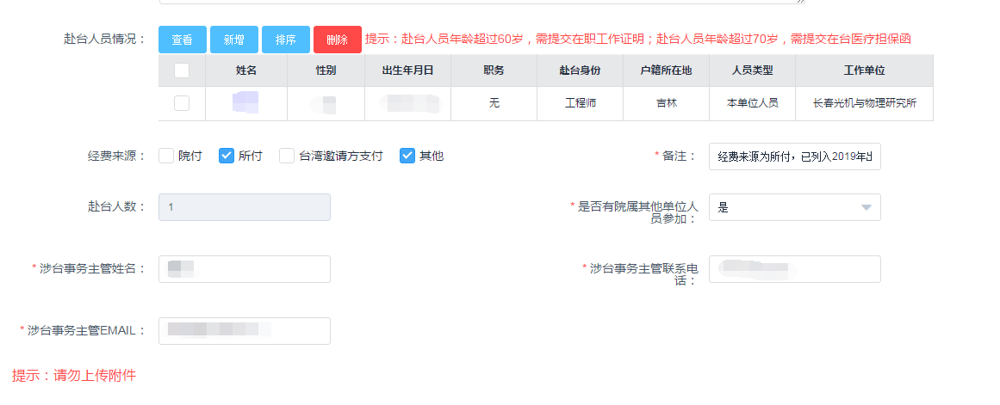 赴台人员情况： 查看 新增 排序 删除 提示：赴台人员年龄超过60岁，需提交在职工作证明；赴台人员年龄超过70岁，需提交在台医疗担保函
姓名 性别 出生年月日 职务 赴台身份 户籍所在地 人员类型 工作单位
无 工程师 吉林 本单位人员 长春光机与物理研究所
经费来源： 院付 所付 台湾邀请方支付 其他 * 备注： 经费来源为所付，已列入2019年出
赴台人数： 1 * 是否有院属其他单位人 是
员参加：
* 涉台事务主管姓名： * 涉台事务主管联系电
话：
* 涉台事务主管EMAIL：
提示：请勿上传附件